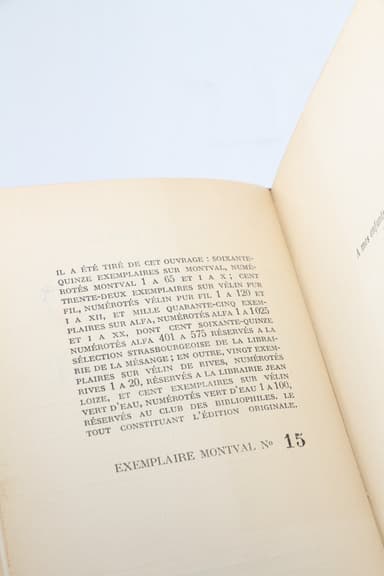 IL A ÉTÉ TIRÉ DE CET OUVRAGE : SOIXANTE-
QUINZE EXEMPLAIRES SUR MONTVAL, NUMÉ-
ROTÉS MONTVAL 1 A 65 ET I A X ; CENT
TRENTE-DEUX EXEMPLAIRES SUR VÉLIN PUR
FIL, NUMÉROTÉS VÉLIN PUR FIL 1 A 120 ET
I A XII, ET MILLE QUARANTE-CINQ EXEM-
PLAIRES SUR ALFA, NUMÉROTÉS ALFA 1 A 1025
ET I A XX, DONT CENT SOIXANTE-QUINZE
NUMÉROTÉS ALFA 401 A 575 RÉSERVÉS A LA
SÉLECTION STRASBOURGEOISE DE LA LIBRAI-
RIE DE LA MÉSANGE ; EN OUTRE, VINGT EXEM-
PLAIRES SUR VÉLIN DE RIVES, NUMÉROTÉS
RIVES 1 A 20, RÉSERVÉS A LA LIBRAIRIE JEAN
LOIZE, ET CENT EXEMPLAIRES SUR VÉLIN
VERT D'EAU, NUMÉROTÉS VERT D'EAU 1 A 100,
RÉSERVÉS AU CLUB DES BIBLIOPHILES. LE
TOUT CONSTITUANT L'ÉDITION ORIGINALE.
EXEMPLAIRE MONTVAL Nº 15
A mes